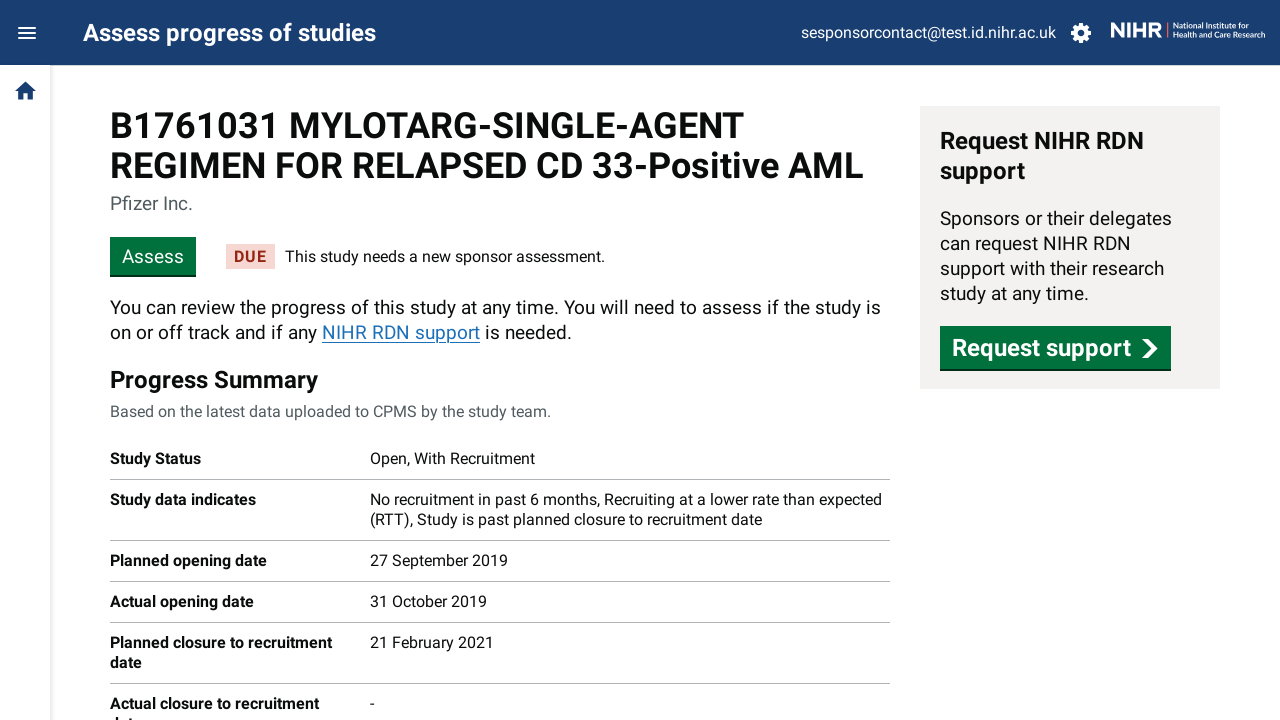 Assess progress of studies
sesponsorcontact@test.id.nihr.ac.uk
NIHR | National Institute for
Health and Care Research
B1761031 MYLOTARG-SINGLE-AGENT
REGIMEN FOR RELAPSED CD 33-Positive AML
Pfizer Inc.
Assess
DUE This study needs a new sponsor assessment.
You can review the progress of this study at any time. You will need to assess if the study is
on or off track and if any NIHR RDN support is needed.
Progress Summary
Based on the latest data uploaded to CPMS by the study team.
Study Status Open, With Recruitment
Study data indicates No recruitment in past 6 months, Recruiting at a lower rate than expected
(RTT), Study is past planned closure to recruitment date
Planned opening date 27 September 2019
Actual opening date 31 October 2019
Planned closure to recruitment 21 February 2021
date
Actual closure to recruitment -
Request NIHR RDN
support
Sponsors or their delegates
can request NIHR RDN
support with their research
study at any time.
Request support